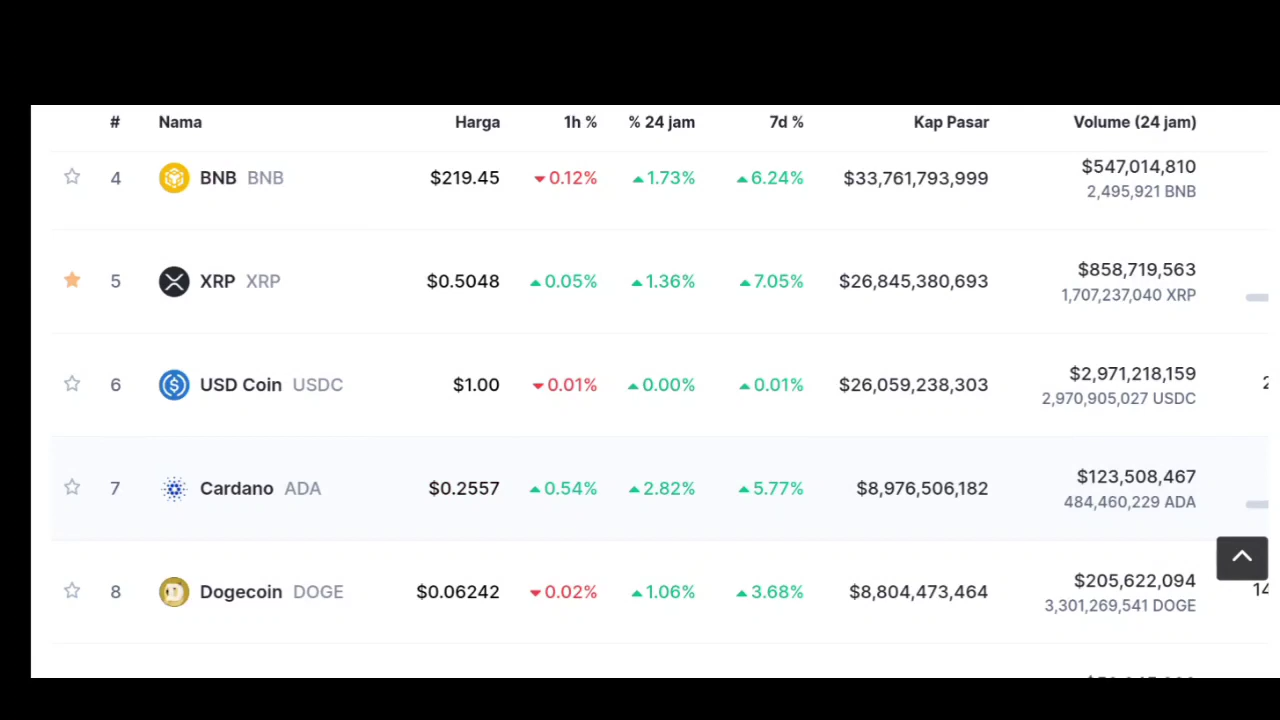 # Nama Harga 1h % % 24 jam 7d % Kap Pasar Volume (24 jam)
4 BNB BNB $219.45 0.12% 1.73% 6.24% $33,761,793,999 $547,014,810
2,495,921 BNB
5 XRP XRP $0.5048 0.05% 1.36% 7.05% $26,845,380,693 $858,719,563
1,707,237,040 XRP
6 USD Coin USDC $1.00 0.01% 0.00% 0.01% $26,059,238,303 $2,971,218,159
2,970,905,027 USDC
7 Cardano ADA $0.2557 0.54% 2.82% 5.77% $8,976,506,182 $123,508,467
484,460,229 ADA
8 Dogecoin DOGE $0.06242 0.02% 1.06% 3.68% $8,804,473,464 $205,622,094
3,301,269,541 DOGE